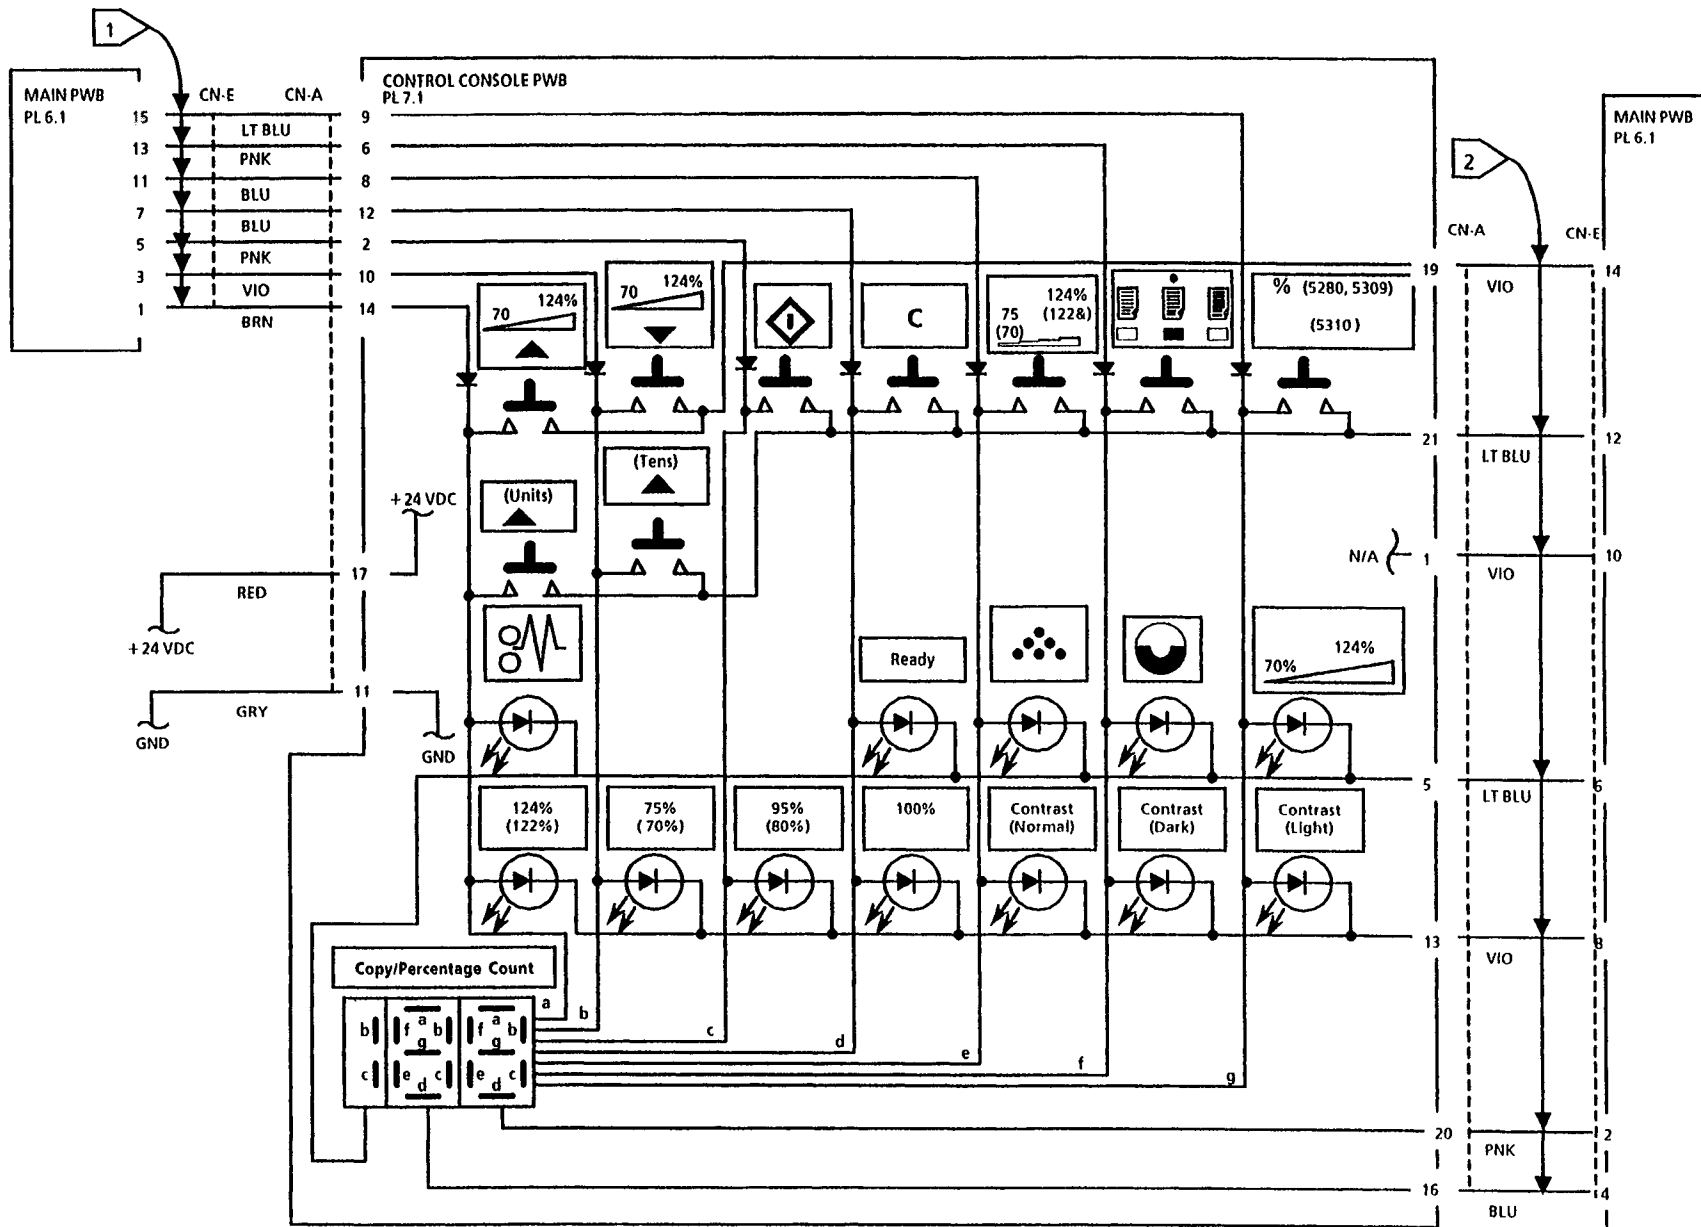 1
MAIN PWB
PL 6.1
CN-E
CN-A
CONTROL CONSOLE PWB
PL 7.1
MAIN PWB
PL 6.1
15
LT BLU
9
13
PNK
6
11
BLU
8
7
BLU
12
5
PNK
2
3
VIO
10
1
BRN
14
2
CN-A
CN-E
19
VIO
14
70
124%
70
124%
C
124%
75
(122&)
(70)
% (5280, 5309)
(5310)
21
LT BLU
12
(Units)
(Tens)
+ 24 VDC
17
RED
+ 24 VDC
N/A
1
VIO
10
11
GRY
GND
GND
Ready
124%
70%
5
LT BLU
6
124%
(122%)
75%
(70%)
95%
(80%)
100%
Contrast
(Normal)
Contrast
(Dark)
Contrast
(Light)
13
VIO
8
Copy/Percentage Count
a
b
c
d
e
f
g
b
c
a
f
b
g
e
c
d
a
f
b
g
e
c
d
20
PNK
2
16
BLU
4